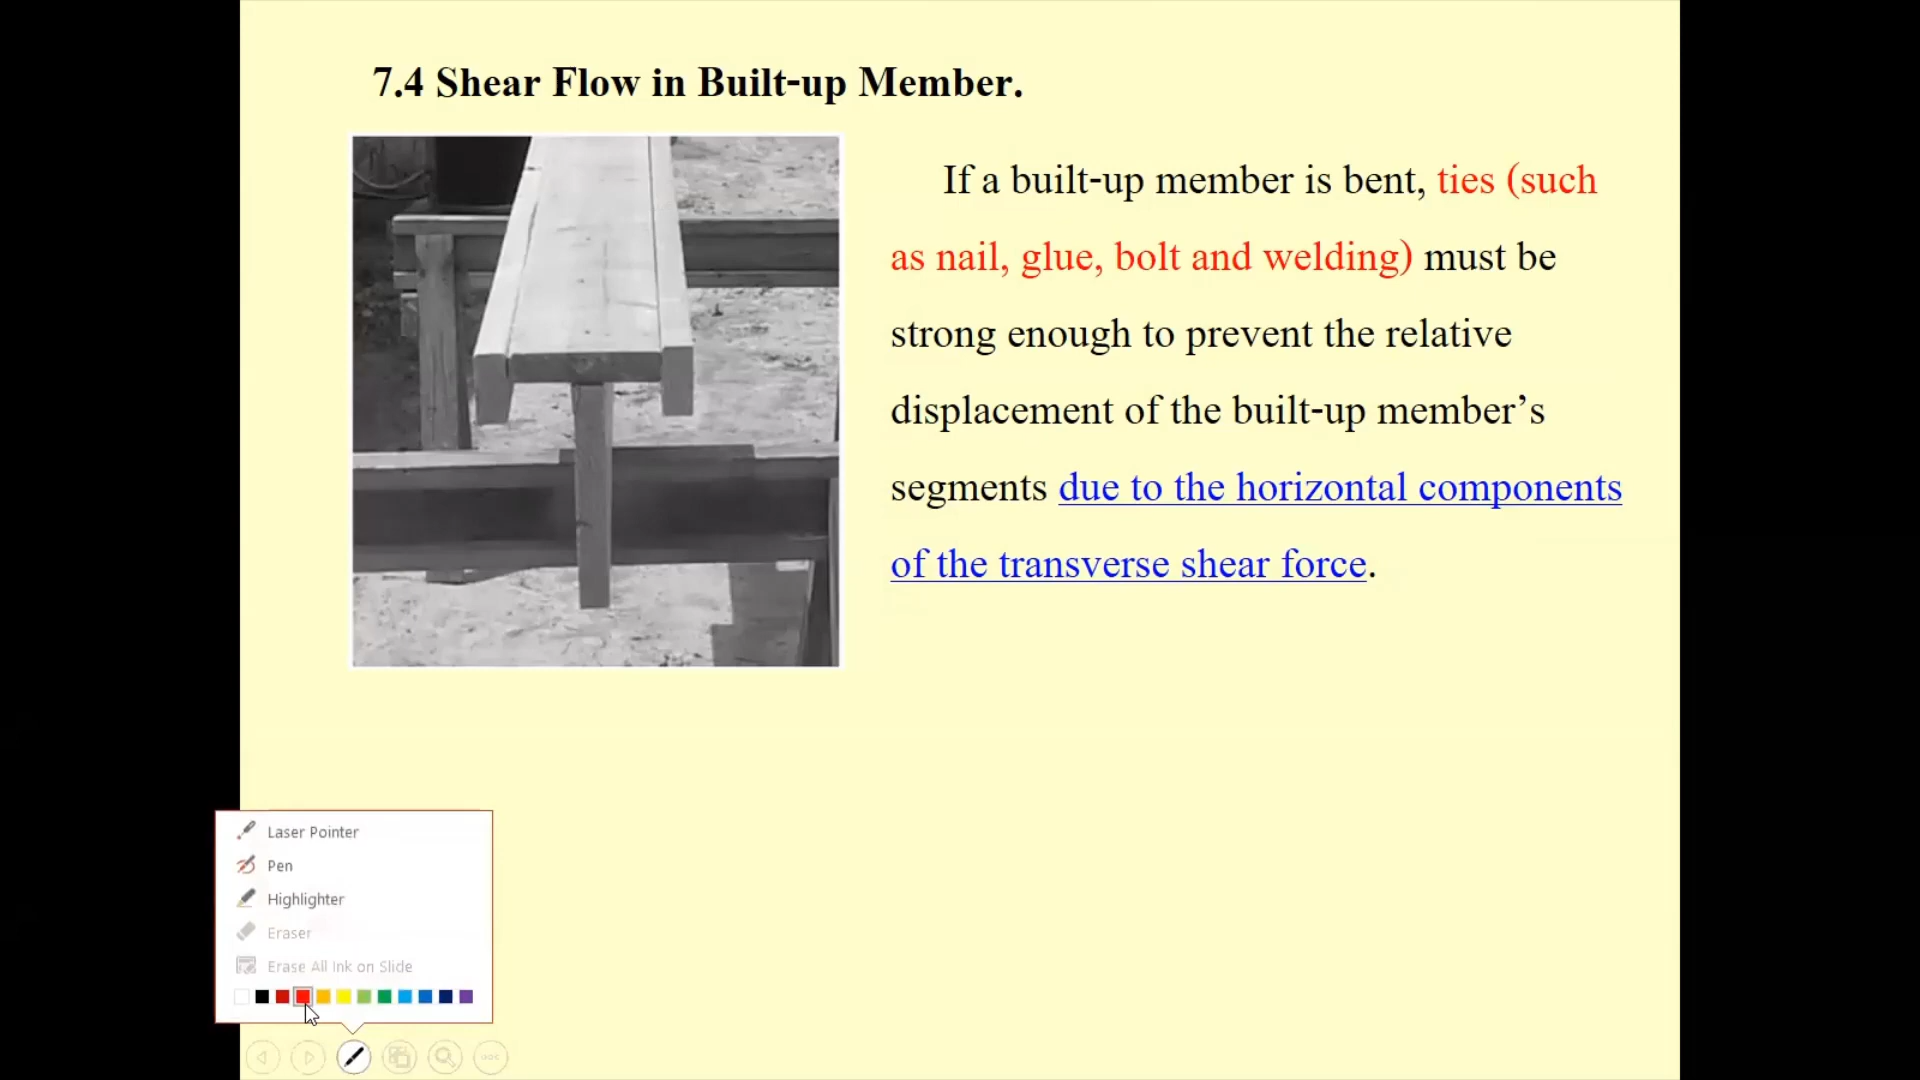 7.4 Shear Flow in Built-up Member.
If a built-up member is bent, ties (such
as nail, glue, bolt and welding) must be
strong enough to prevent the relative
displacement of the built-up member’s
segments due to the horizontal components
of the transverse shear force.
Laser Pointer
Pen
Highlighter
Eraser
Erase All Ink on Slide